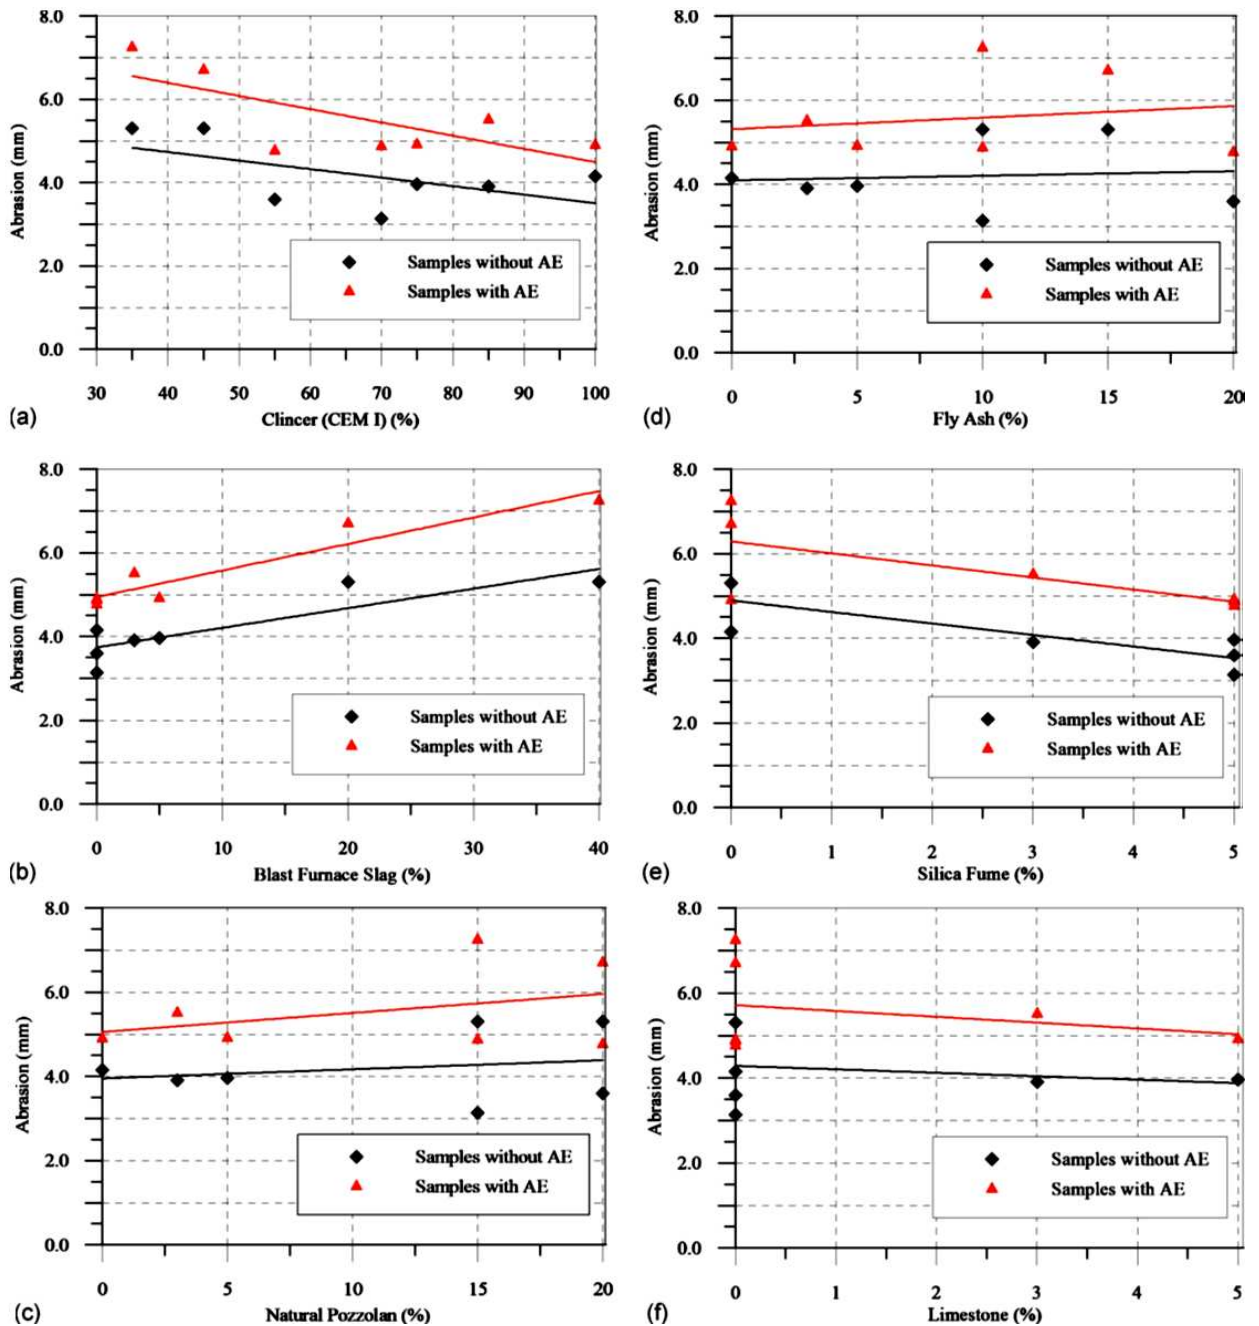 8.0
6.0
4.0
2.0
0.0
Abrasion (mm)
Samples without AE
Samples with AE
30 40 50 60 70 80 90 100
(a) Clincer (CEM I) (%)
8.0
6.0
4.0
2.0
0.0
Abrasion (mm)
Samples without AE
Samples with AE
0 5 10 15 20
(d) Fly Ash (%)
8.0
6.0
4.0
2.0
0.0
Abrasion (mm)
Samples without AE
Samples with AE
0 10 20 30 40
(b) Blast Furnace Slag (%)
8.0
6.0
4.0
2.0
0.0
Abrasion (mm)
Samples without AE
Samples with AE
0 1 2 3 4 5
(e) Silica Fume (%)
8.0
6.0
4.0
2.0
0.0
Abrasion (mm)
Samples without AE
Samples with AE
0 5 15 20
(c) Natural Pozzolan (%)
8.0
6.0
4.0
2.0
0.0
Abrasion (mm)
Samples without AE
Samples with AE
0 1 2 3 4 5
(f) Limestone (%)